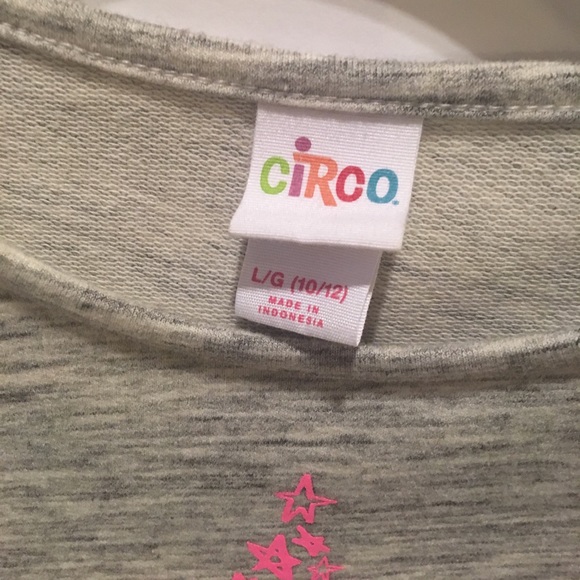 CiRCO
L/G (10/12)
MADE IN
INDONESIA